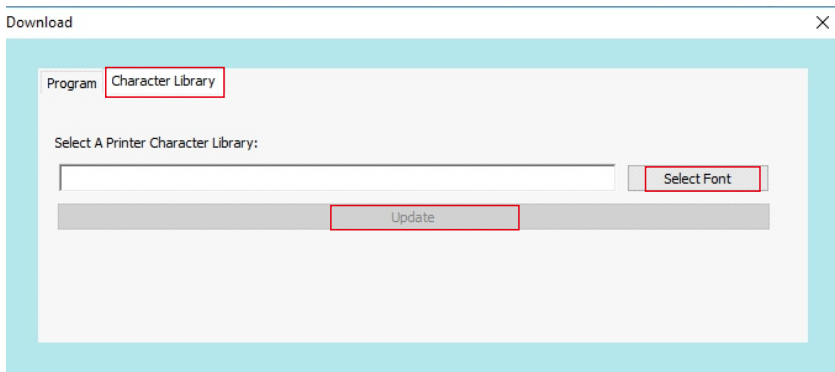 Download
Program Character Library
Select A Printer Character Library:
Select Font
Update